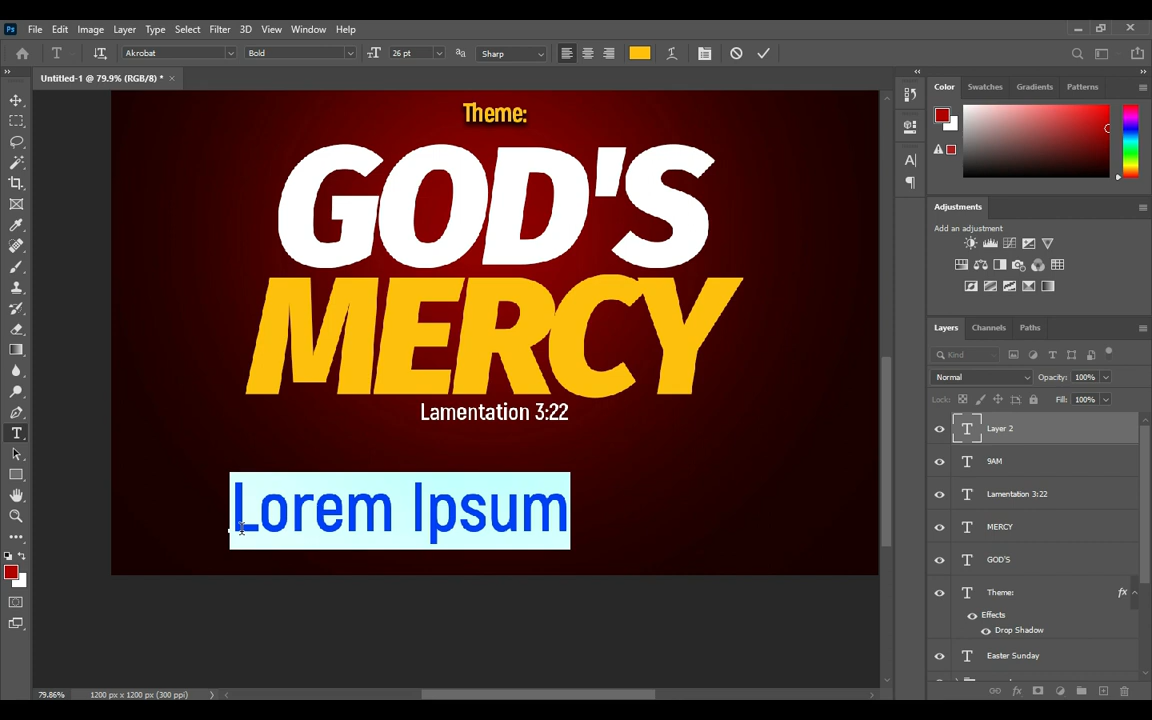 Ps File Edit Image Layer Type Select Filter 3D View Window Help
T Akrobat Bold 26 pt Sharp
Untitled-1 @ 79.9% (RGB/8) * ×
Theme:
GOD'S
MERCY
Lamentation 3:22
Lorem Ipsum
79.86% 1200 px x 1200 px (300 ppi)
Color Swatches Gradients Patterns
Adjustments
Add an adjustment
Layers Channels Paths
Kind
Normal Opacity: 100%
Lock: Fill: 100%
Layer 2
9AM
Lamentation 3:22
MERCY
GOD'S
Theme: fx
Effects
Drop Shadow
Easter Sunday